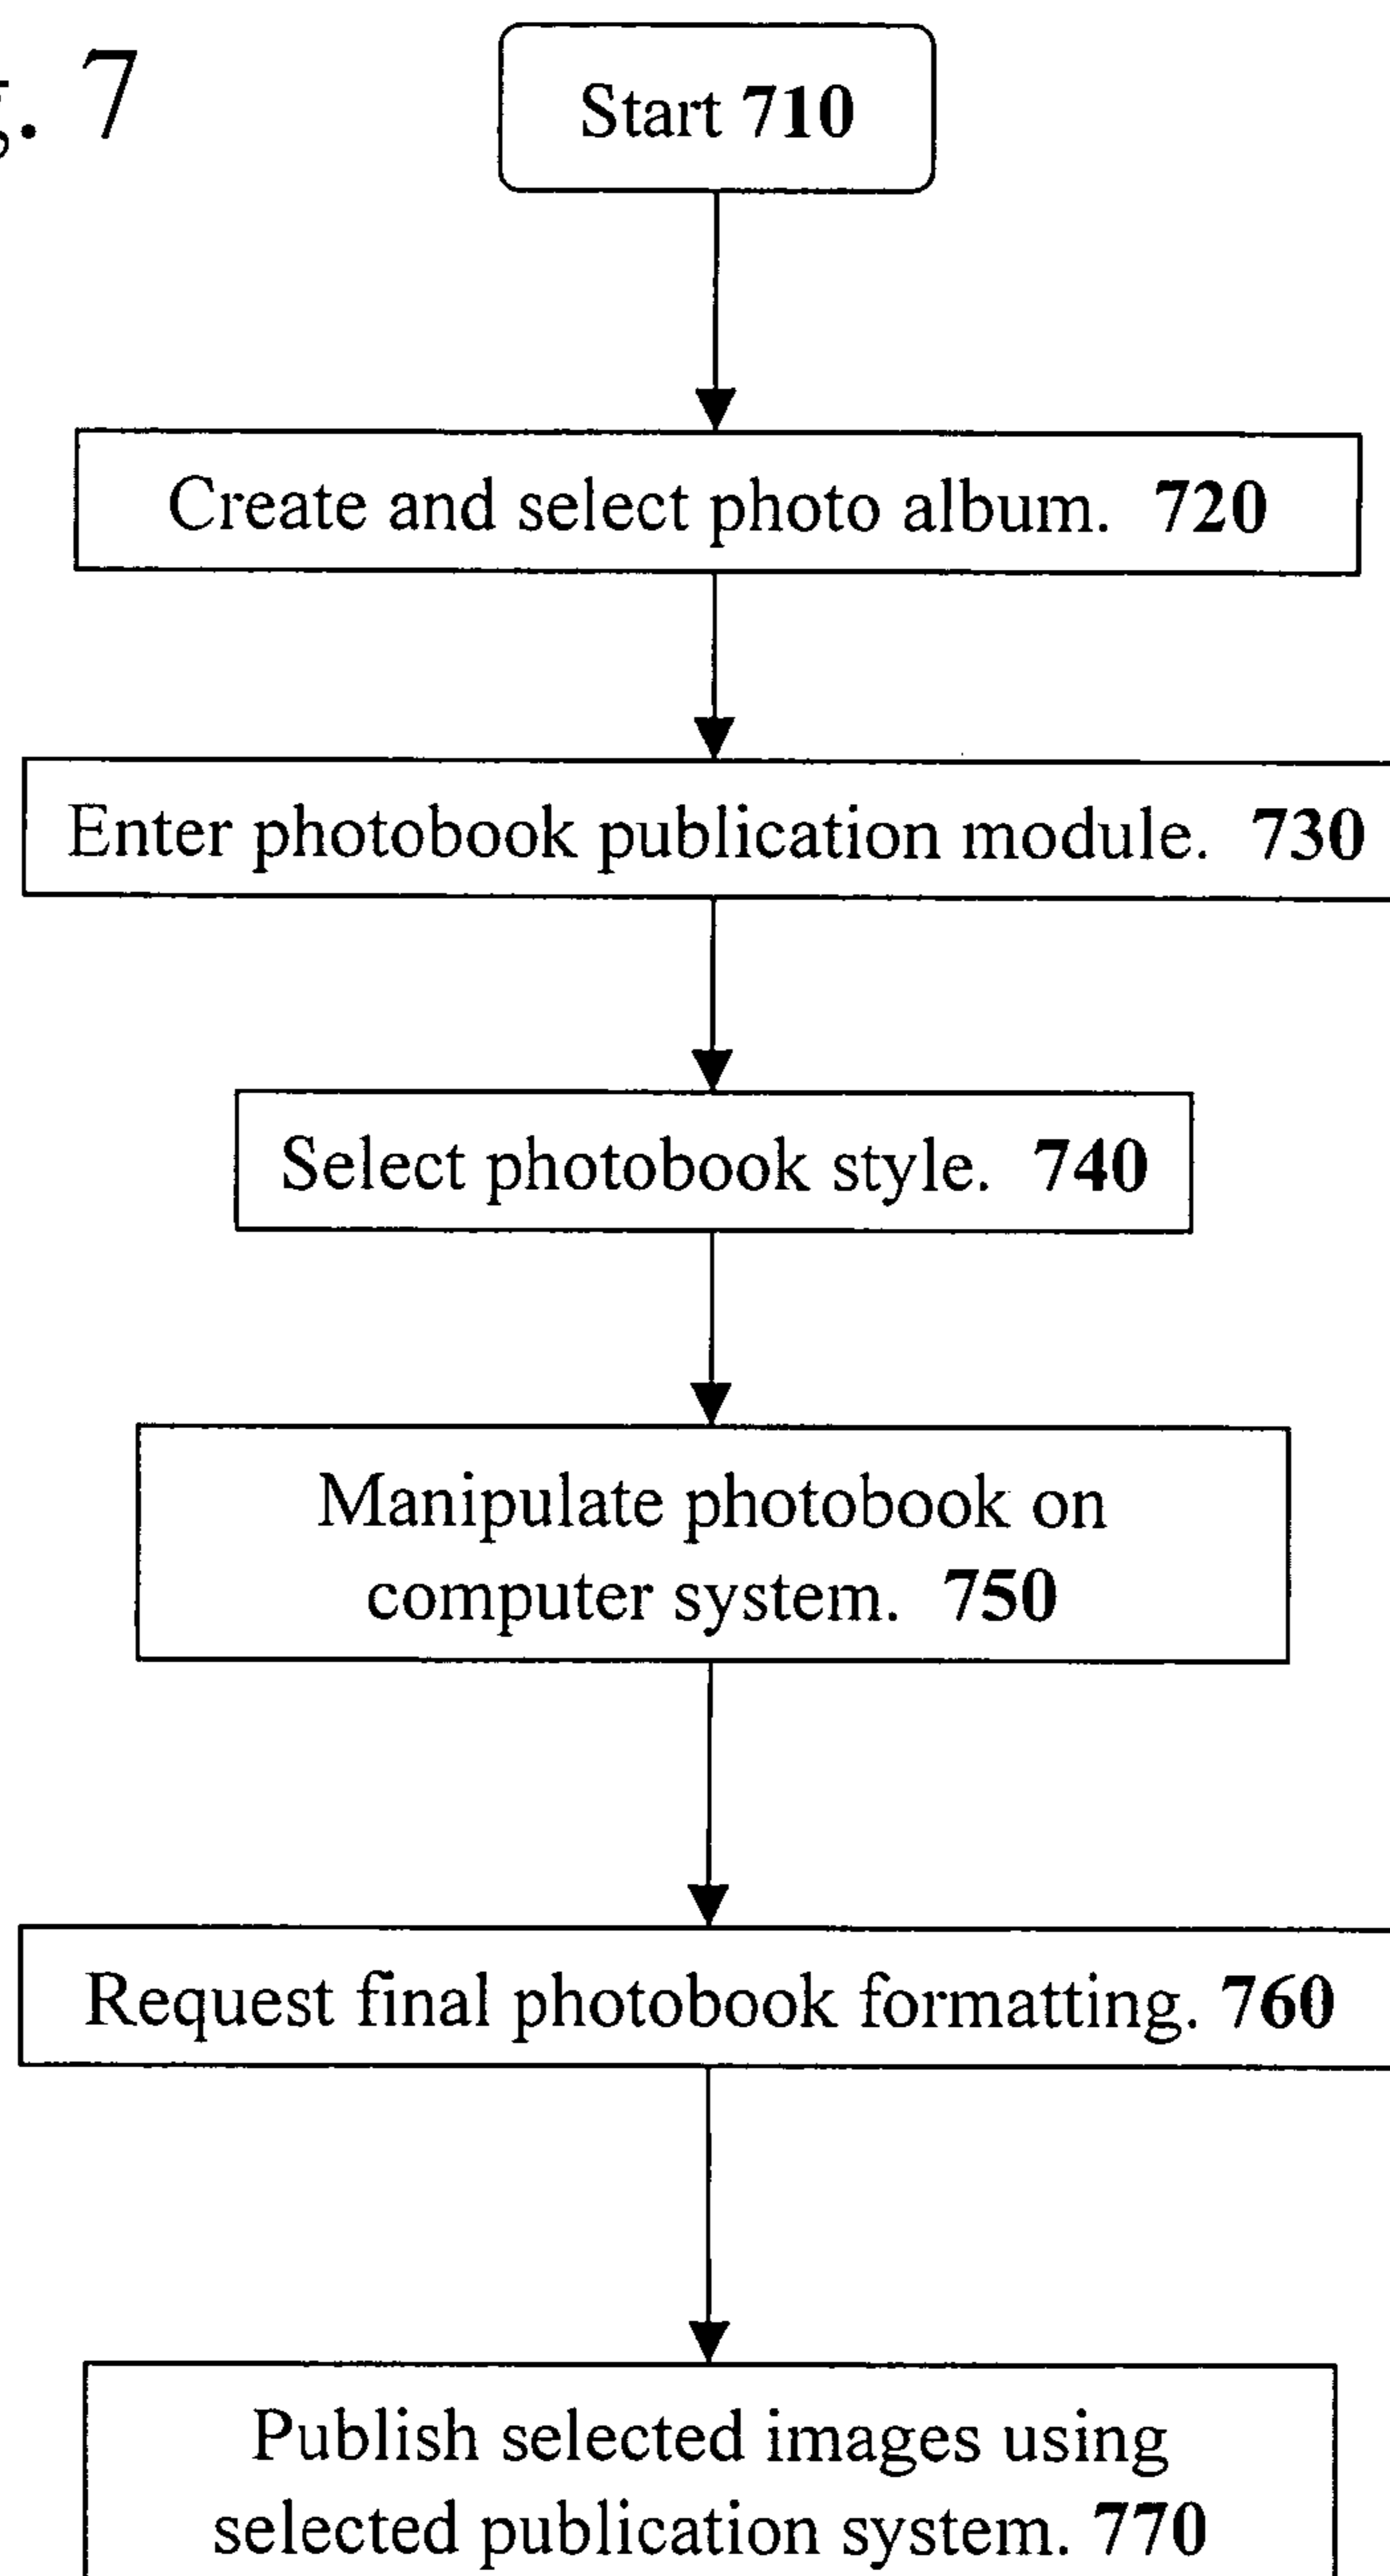 . 7
Start 710
Create and select photo album. 720
Enter photobook publication module. 730
Select photobook style. 740
Manipulate photobook on
computer system. 750
Request final photobook formatting. 760
Publish selected images using
selected publication system. 770